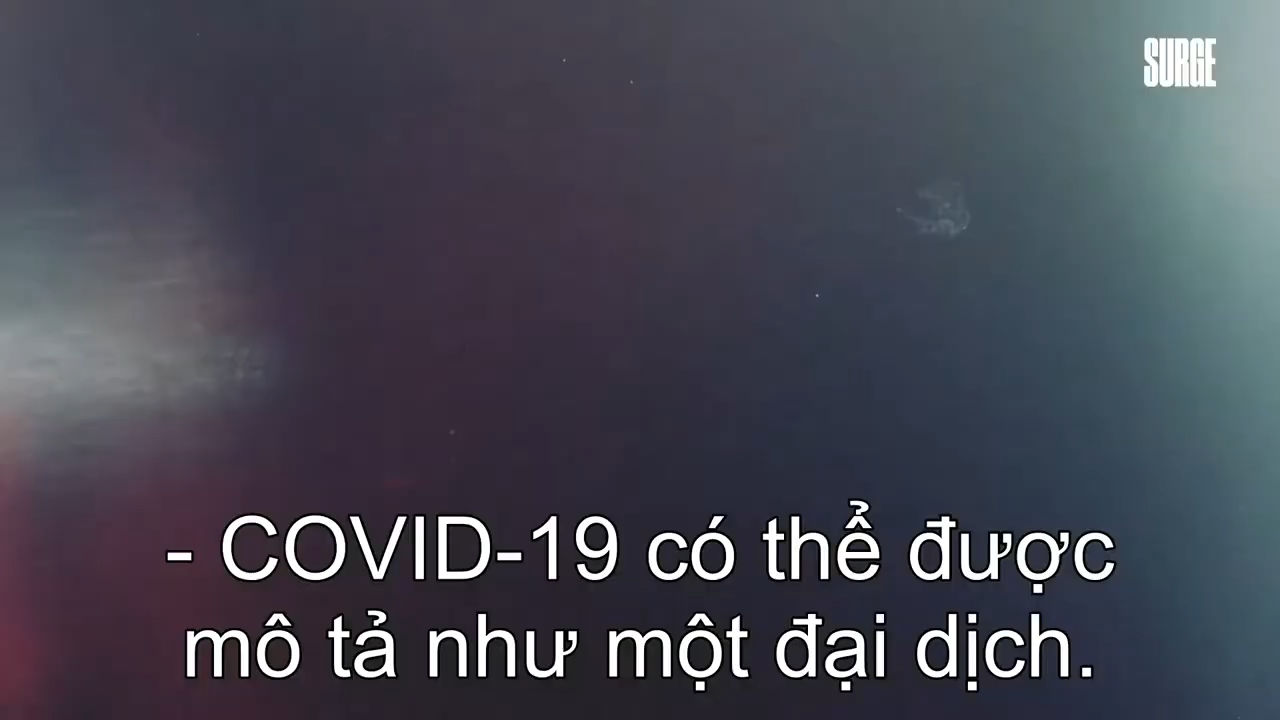 SURGE
- COVID-19 có thể được
mô tả như một đại dịch.